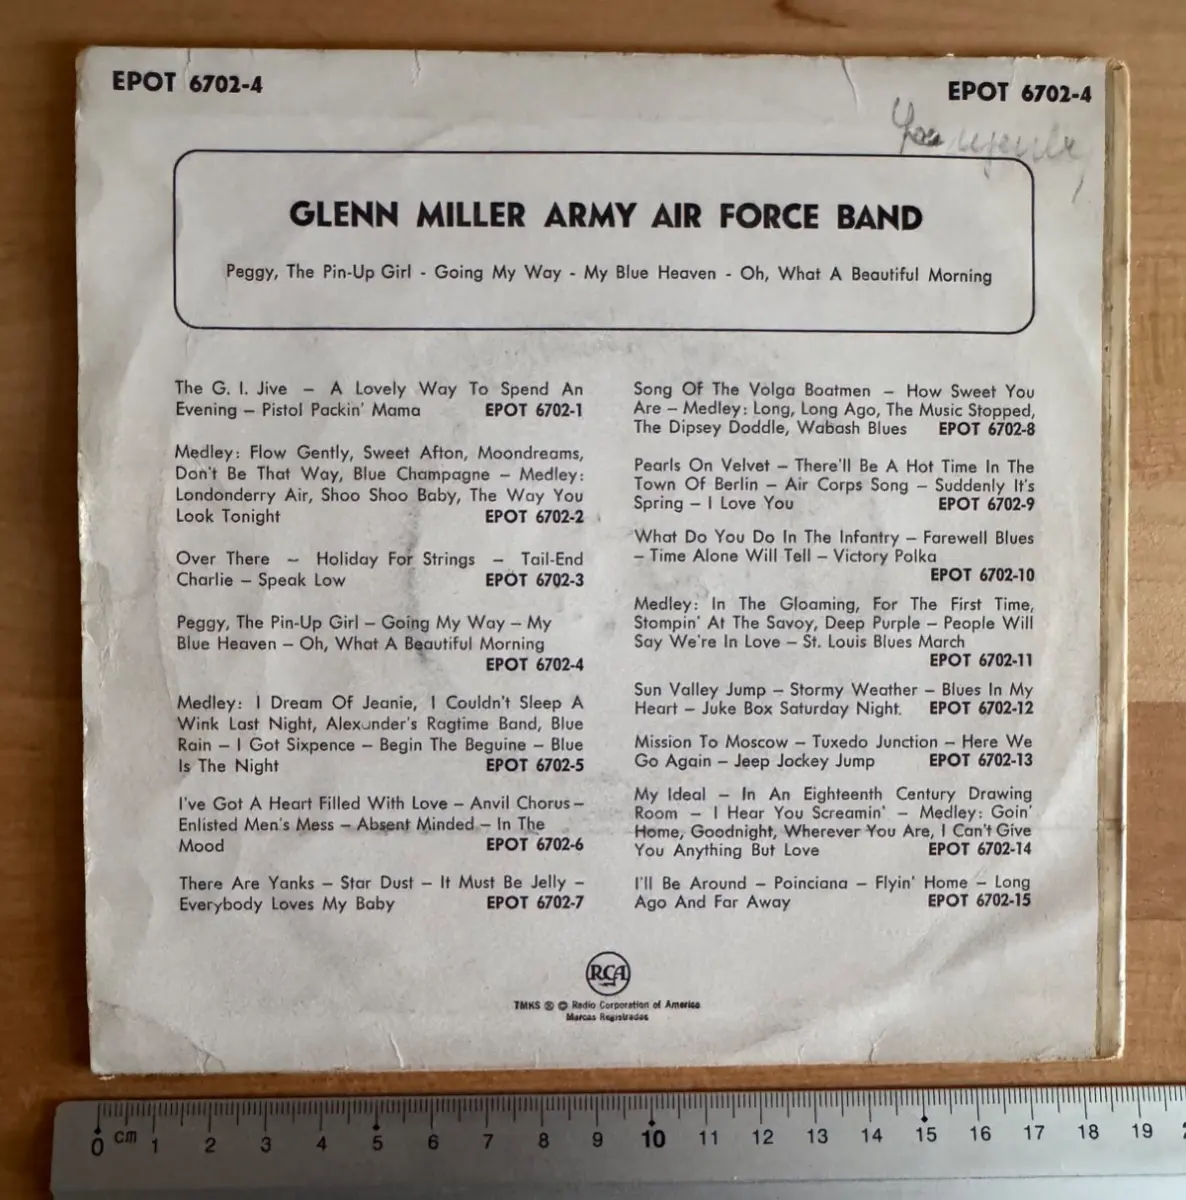 EPOT 6702-4
EPOT 6702-4
GLENN MILLER ARMY AIR FORCE BAND
Peggy, The Pin-Up Girl - Going My Way - My Blue Heaven - Oh, What A Beautiful Morning
The G. I. Jive – A Lovely Way To Spend An
Evening – Pistol Packin' Mama EPOT 6702-1
Medley: Flow Gently, Sweet Afton, Moondreams,
Don't Be That Way, Blue Champagne – Medley:
Londonderry Air, Shoo Shoo Baby, The Way You
Look Tonight EPOT 6702-2
Over There – Holiday For Strings – Tail-End
Charlie – Speak Low EPOT 6702-3
Peggy, The Pin-Up Girl – Going My Way – My
Blue Heaven – Oh, What A Beautiful Morning
EPOT 6702-4
Medley: I Dream Of Jeanie, I Couldn't Sleep A
Wink Last Night, Alexander's Ragtime Band, Blue
Rain – I Got Sixpence – Begin The Beguine – Blue
Is The Night EPOT 6702-5
I've Got A Heart Filled With Love – Anvil Chorus –
Enlisted Men's Mess – Absent Minded – In The
Mood EPOT 6702-6
There Are Yanks – Star Dust – It Must Be Jelly –
Everybody Loves My Baby EPOT 6702-7
Song Of The Volga Boatmen – How Sweet You
Are – Medley: Long, Long Ago, The Music Stopped,
The Dipsey Doddle, Wabash Blues EPOT 6702-8
Pearls On Velvet – There'll Be A Hot Time In The
Town Of Berlin – Air Corps Song – Suddenly It's
Spring – I Love You EPOT 6702-9
What Do You Do In The Infantry – Farewell Blues
– Time Alone Will Tell – Victory Polka
EPOT 6702-10
Medley: In The Gloaming, For The First Time,
Stompin' At The Savoy, Deep Purple – People Will
Say We're In Love – St. Louis Blues March
EPOT 6702-11
Sun Valley Jump – Stormy Weather – Blues In My
Heart – Juke Box Saturday Night. EPOT 6702-12
Mission To Moscow – Tuxedo Junction – Here We
Go Again – Jeep Jockey Jump EPOT 6702-13
My Ideal – In An Eighteenth Century Drawing
Room – I Hear You Screamin' – Medley: Goin'
Home, Goodnight, Wherever You Are, I Can't Give
You Anything But Love EPOT 6702-14
I'll Be Around – Poinciana – Flyin' Home – Long
Ago And Far Away EPOT 6702-15
RCA
TMKS ® © Radio Corporation of America
Marcas Registradas
0 cm 1 2 3 4 5 6 7 8 9 10 11 12 13 14 15 16 17 18 19